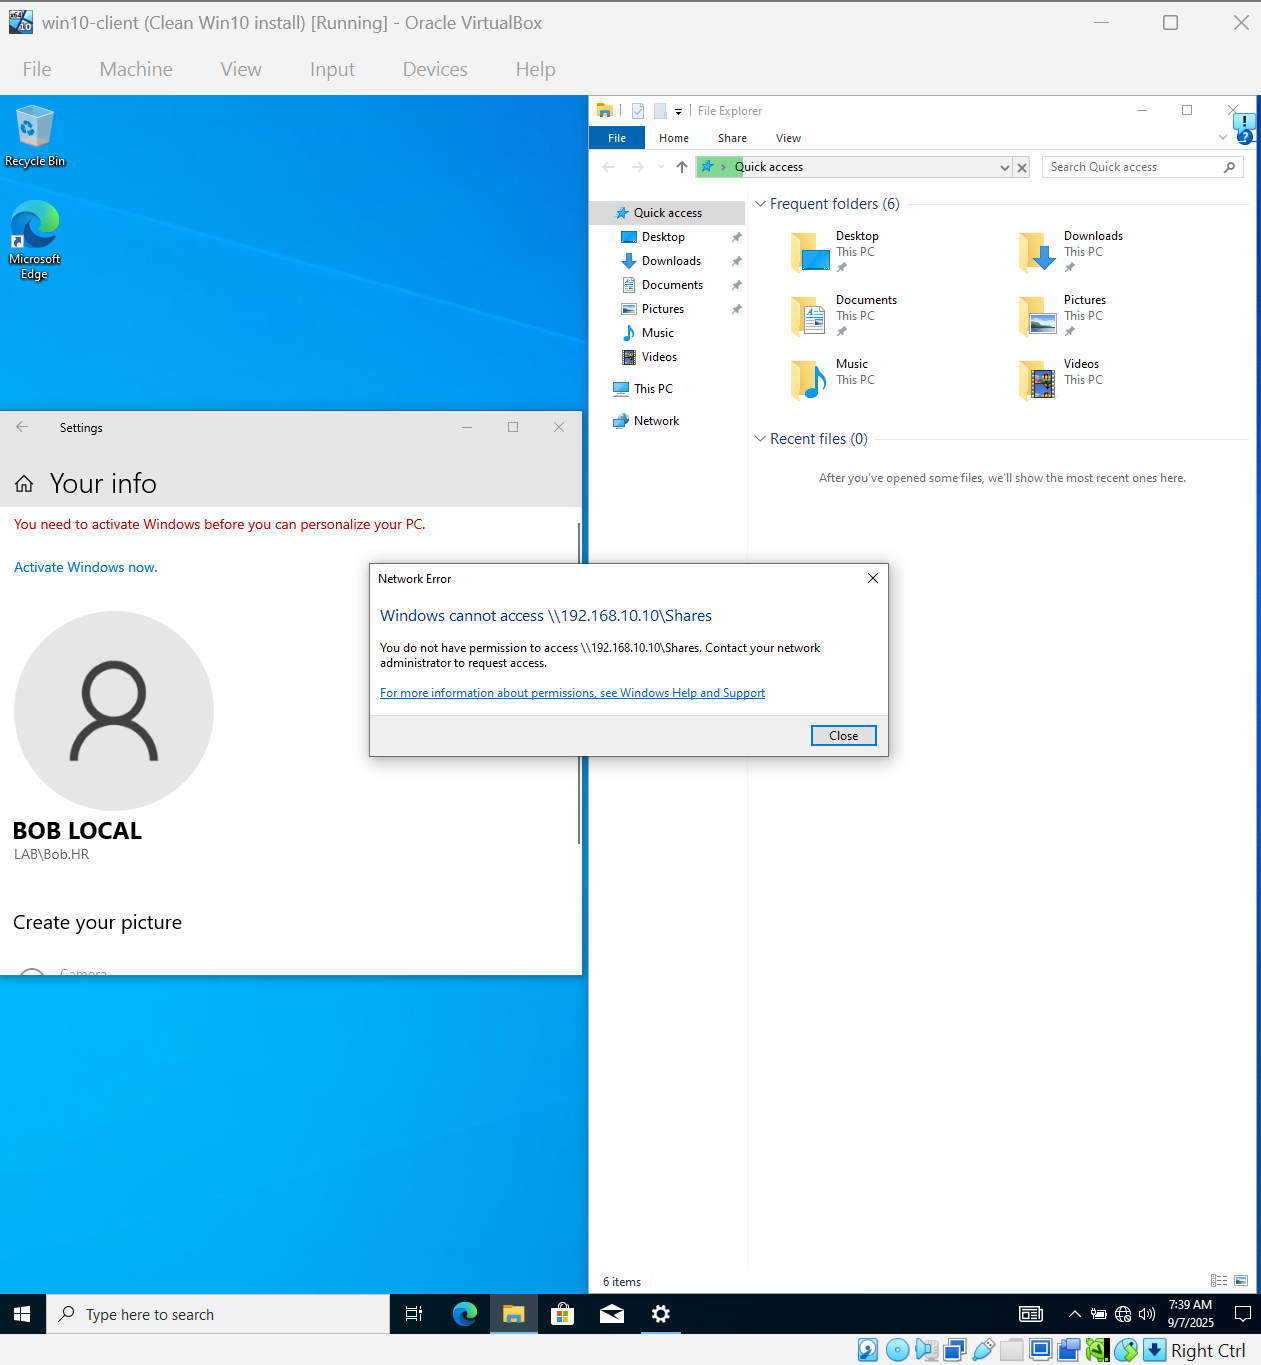 win10-client (Clean Win10 install) [Running] - Oracle VirtualBox
File Machine View Input Devices Help
Recycle Bin
Microsoft
Edge
File Explorer
File Home Share View
Quick access
Search Quick access
Quick access
Desktop
Downloads
Documents
Pictures
Music
Videos
This PC
Network
Frequent folders (6)
Desktop
This PC
Downloads
This PC
Documents
This PC
Pictures
This PC
Music
This PC
Videos
This PC
Recent files (0)
After you've opened some files, we'll show the most recent ones here.
6 items
Settings
Your info
You need to activate Windows before you can personalize your PC.
Activate Windows now.
BOB LOCAL
LAB\Bob.HR
Create your picture
Camera
Network Error
Windows cannot access \\192.168.10.10\Shares
You do not have permission to access \\192.168.10.10\Shares. Contact your network
administrator to request access.
For more information about permissions, see Windows Help and Support
Close
Type here to search
7:39 AM
9/7/2025
Right Ctrl